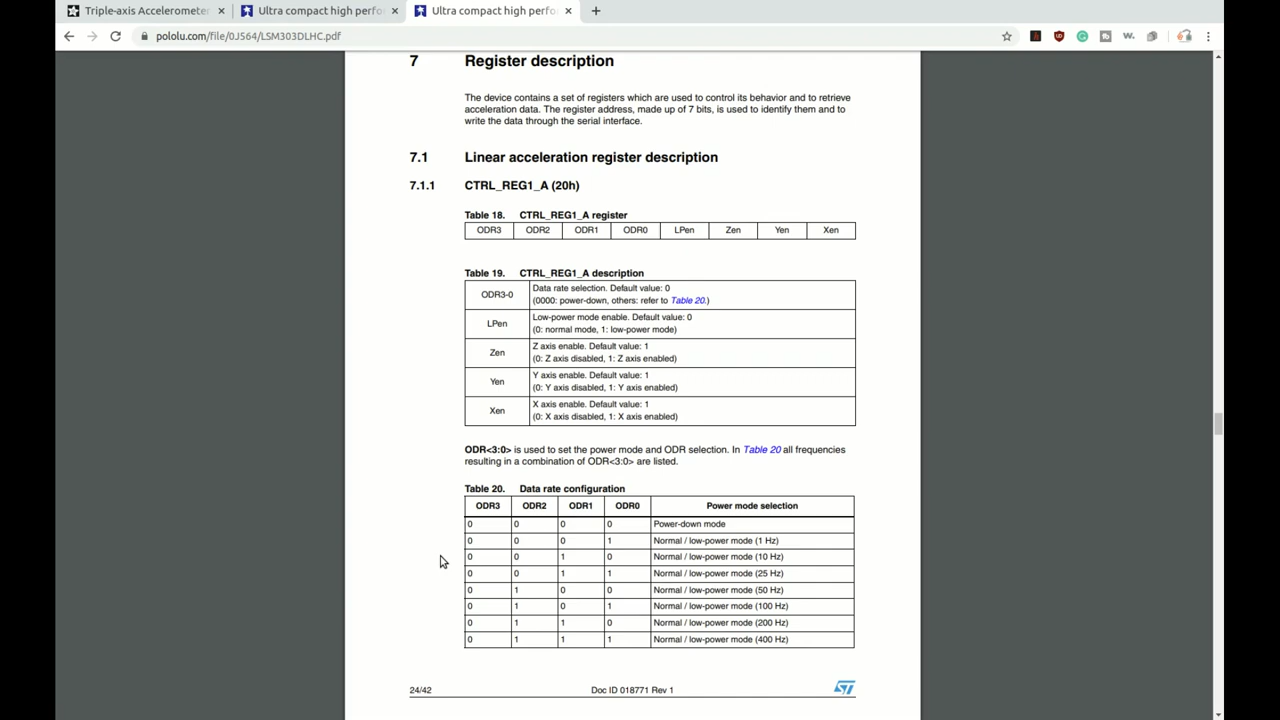 Triple-axis Acceleromete
Ultra compact high perfo
Ultra compact high perfo
pololu.com/file/0J564/LSM303DLHC.pdf
7 Register description
The device contains a set of registers which are used to control its behavior and to retrieve
acceleration data. The register address, made up of 7 bits, is used to identify them and to
write the data through the serial interface.
7.1 Linear acceleration register description
7.1.1 CTRL_REG1_A (20h)
Table 18. CTRL_REG1_A register
ODR3 ODR2 ODR1 ODR0 LPen Zen Yen Xen
Table 19. CTRL_REG1_A description
ODR3-0 Data rate selection. Default value: 0
(0000: power-down, others: refer to Table 20.)
LPen Low-power mode enable. Default value: 0
(0: normal mode, 1: low-power mode)
Zen Z axis enable. Default value: 1
(0: Z axis disabled, 1: Z axis enabled)
Yen Y axis enable. Default value: 1
(0: Y axis disabled, 1: Y axis enabled)
Xen X axis enable. Default value: 1
(0: X axis disabled, 1: X axis enabled)
ODR<3:0> is used to set the power mode and ODR selection. In Table 20 all frequencies
resulting in a combination of ODR<3:0> are listed.
Table 20. Data rate configuration
ODR3 ODR2 ODR1 ODR0 Power mode selection
0 0 0 0 Power-down mode
0 0 0 1 Normal / low-power mode (1 Hz)
0 0 1 0 Normal / low-power mode (10 Hz)
0 0 1 1 Normal / low-power mode (25 Hz)
0 1 0 0 Normal / low-power mode (50 Hz)
0 1 0 1 Normal / low-power mode (100 Hz)
0 1 1 0 Normal / low-power mode (200 Hz)
0 1 1 1 Normal / low-power mode (400 Hz)
24/42 Doc ID 018771 Rev 1 ST